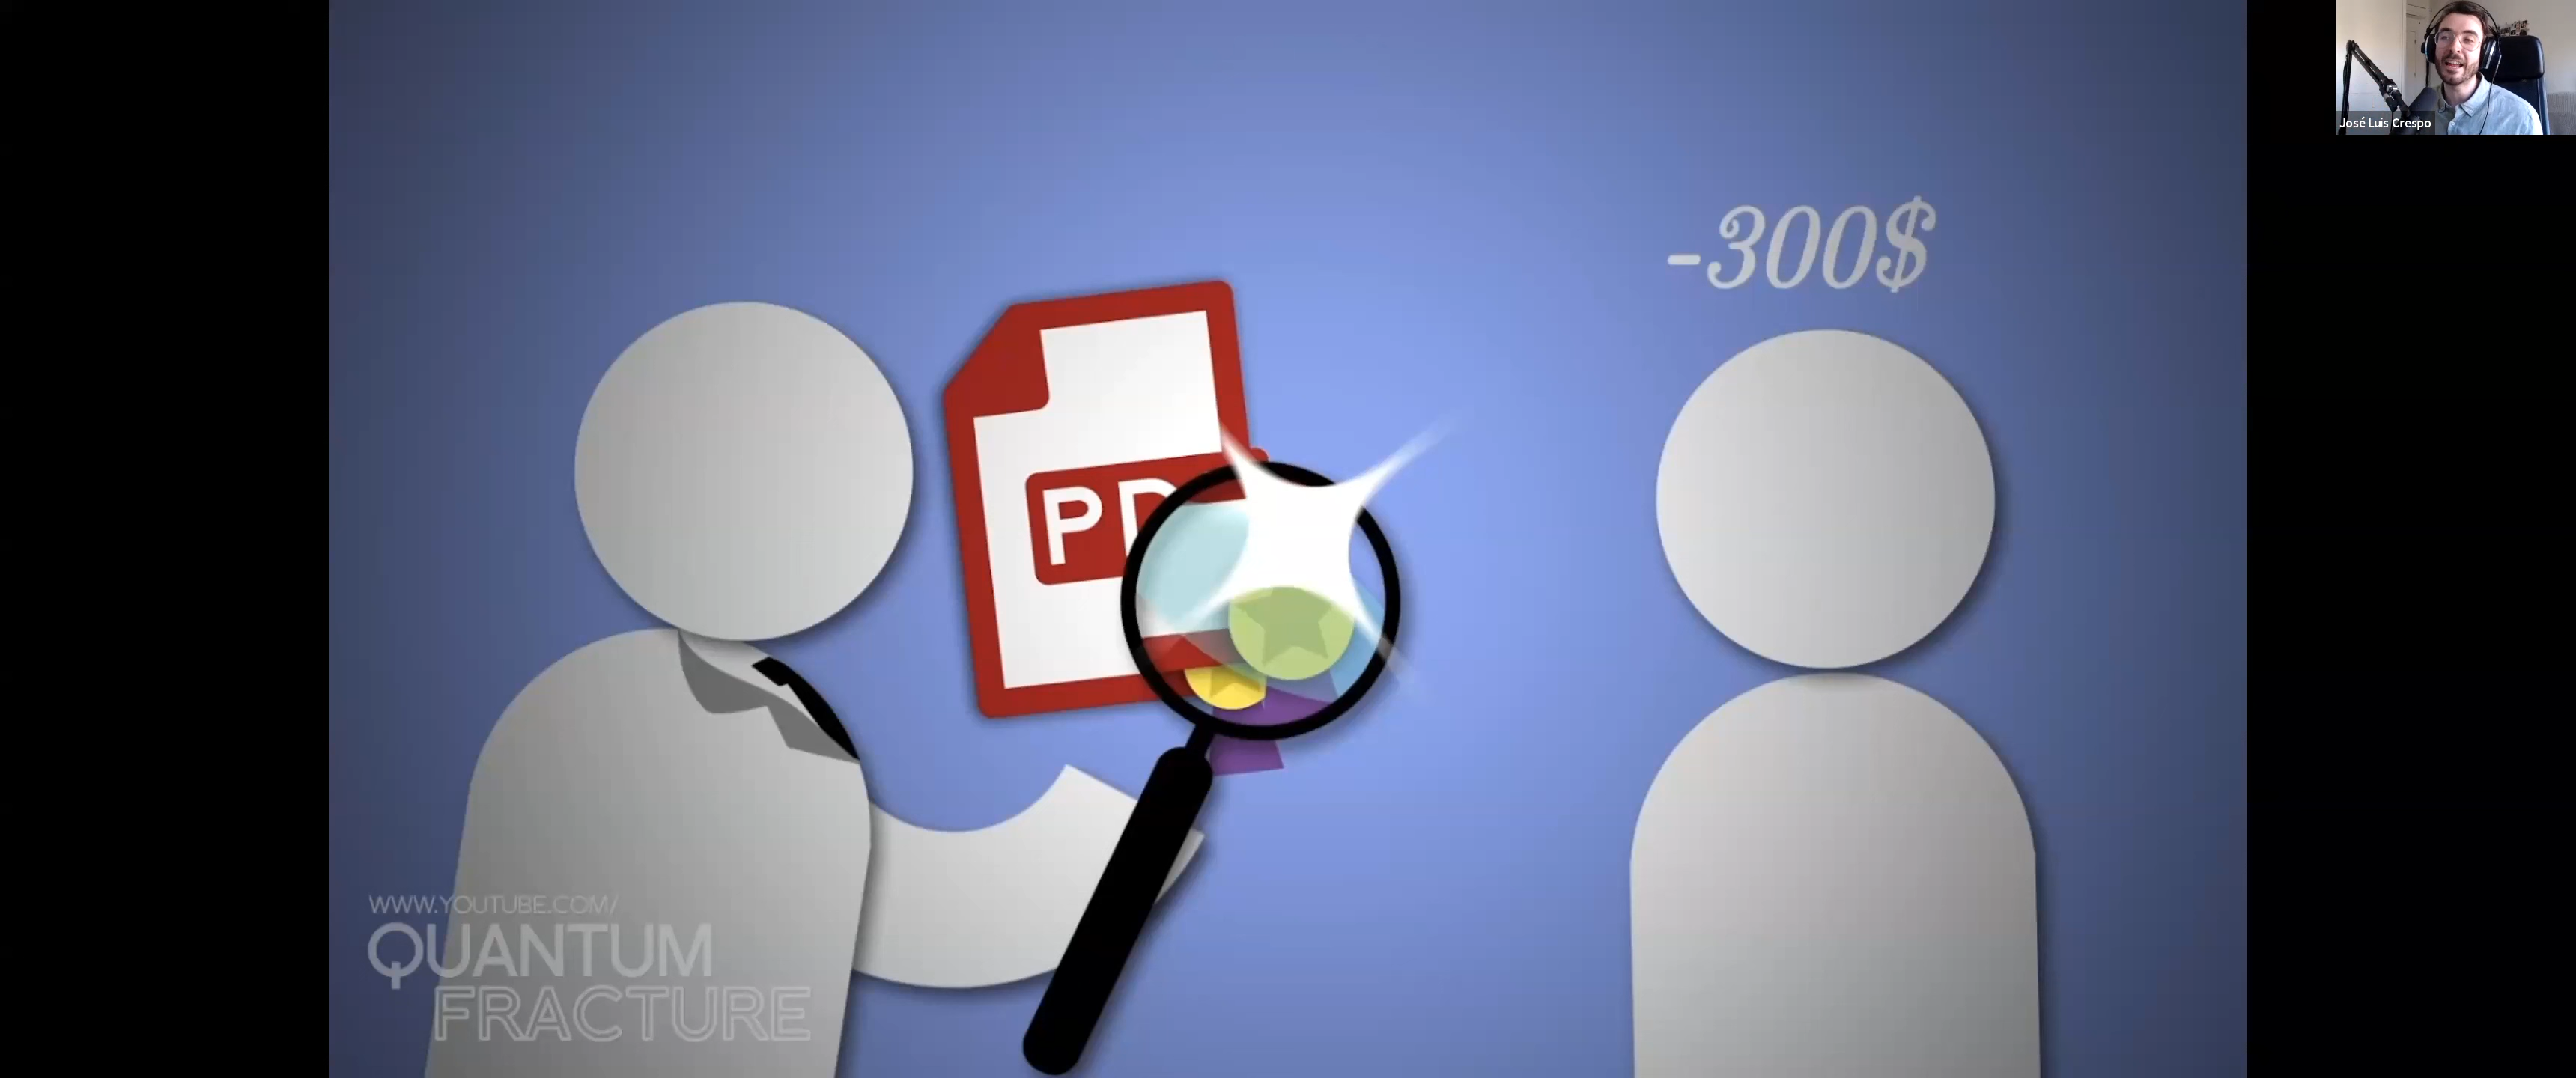 José Luis Crespo
-300$
PD
WWW.YOUTUBE.COM/
QUANTUM
FRACTURE